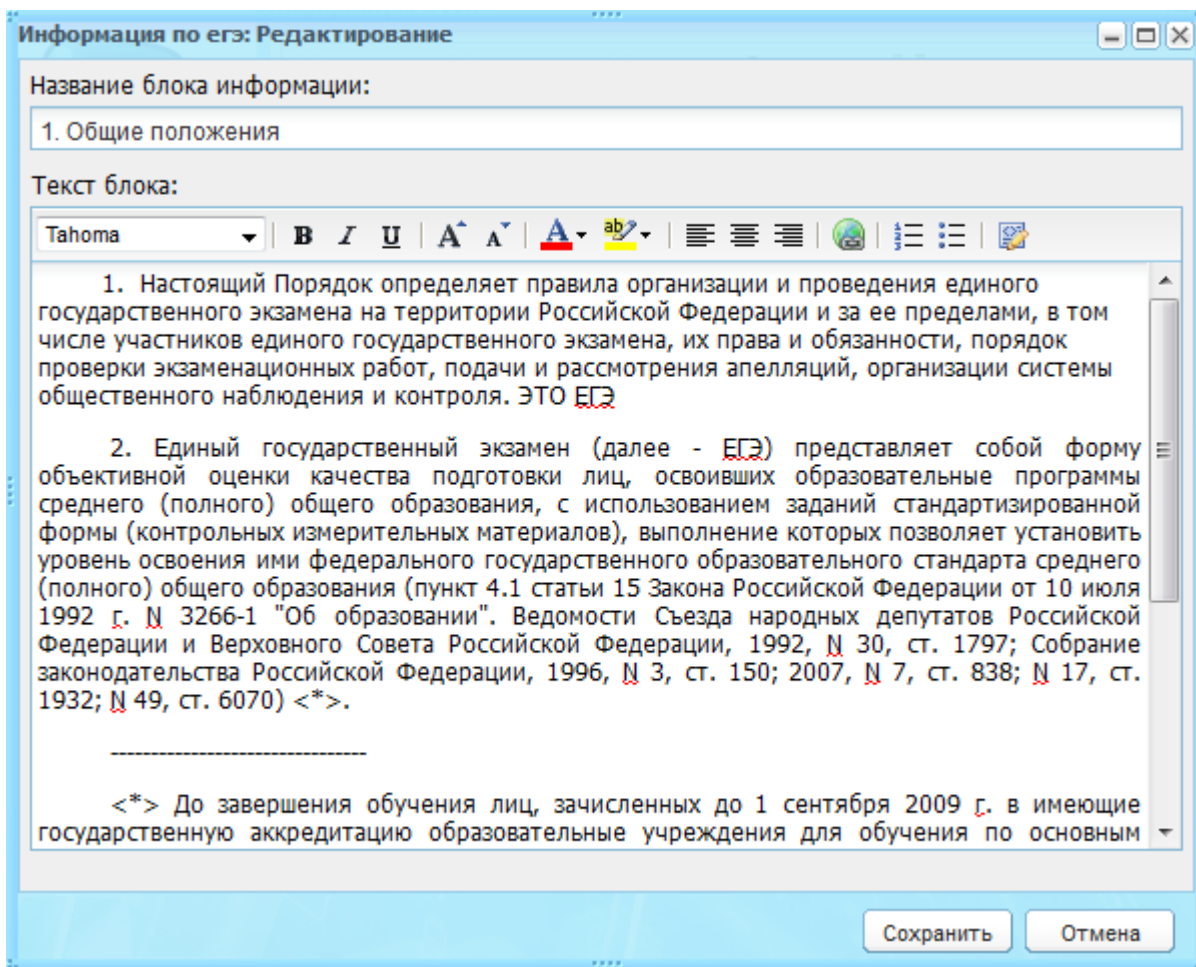 Информация по егэ: Редактирование
Название блока информации:
1. Общие положения
Текст блока:
Tahoma B I U A A A ab
1. Настоящий Порядок определяет правила организации и проведения единого
государственного экзамена на территории Российской Федерации и за ее пределами, в том
числе участников единого государственного экзамена, их права и обязанности, порядок
проверки экзаменационных работ, подачи и рассмотрения апелляций, организации системы
общественного наблюдения и контроля. ЭТО ЕГЭ
2. Единый государственный экзамен (далее - ЕГЭ) представляет собой форму
объективной оценки качества подготовки лиц, освоивших образовательные программы
среднего (полного) общего образования, с использованием заданий стандартизированной
формы (контрольных измерительных материалов), выполнение которых позволяет установить
уровень освоения ими федерального государственного образовательного стандарта среднего
(полного) общего образования (пункт 4.1 статьи 15 Закона Российской Федерации от 10 июля
1992 г. N 3266-1 "Об образовании". Ведомости Съезда народных депутатов Российской
Федерации и Верховного Совета Российской Федерации, 1992, N 30, ст. 1797; Собрание
законодательства Российской Федерации, 1996, N 3, ст. 150; 2007, N 7, ст. 838; N 17, ст.
1932; N 49, ст. 6070) <*>.
--------------------------------
<*> До завершения обучения лиц, зачисленных до 1 сентября 2009 г. в имеющие
государственную аккредитацию образовательные учреждения для обучения по основным
Сохранить Отмена